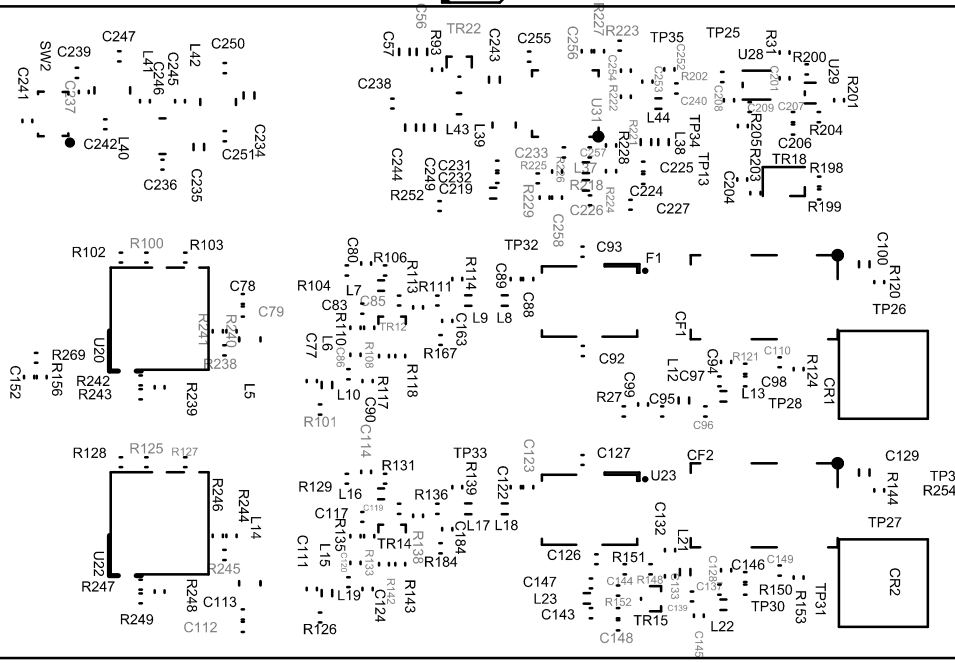 C56
R227
C247
C57
R93
TR22
C243
C255
C256
R223
TP35
TP25
R31
R200
SW2
C239
L41
C246
C245
L42
C250
C254
C252
R202
U28
C201
U29
R201
C241
C237
C238
R222
C253
C240
C208
C209
C207
U31
L44
R204
C242
L40
C251
C234
L43
L39
R221
L38
TP34
R205
C206
C236
C235
C244
C249
C231
C232
C219
C233
R225
R226
C257
L37
R218
R228
C225
TP13
R203
TR18
R198
R252
R229
C226
R224
C224
C227
C204
R199
C258
R102
R100
R103
C80
R106
TP32
C93
F1
C100
R120
R104
L7
R113
R111
R114
C89
C88
TP26
C78
C79
C83
C85
L9
L8
R241
R240
R110
TR12
C163
CF1
U20
L6
C77
C86
R108
R167
R238
C92
R269
R156
C152
R242
R243
R239
L5
L10
R117
R118
L12
C97
C94
R121
C110
C98
R124
CR1
R101
C90
R27
C99
C95
C96
L13
TP28
C114
R128
R125
R127
R131
TP33
C123
C127
U23
CF2
C129
R129
L16
R136
R139
C122
R144
TP3
R254
R246
R244
L14
C117
C119
L17
L18
TP27
R135
TR14
R138
C184
C132
U22
C111
L15
C120
R133
R184
C126
R151
L21
R245
C128
C146
C149
R247
R248
L19
R142
C124
R143
C147
C144
R148
C133
C137
R150
CR2
C113
L23
R152
C139
TP30
R153
TP31
R249
C112
R126
C143
TR15
L22
C148
C145